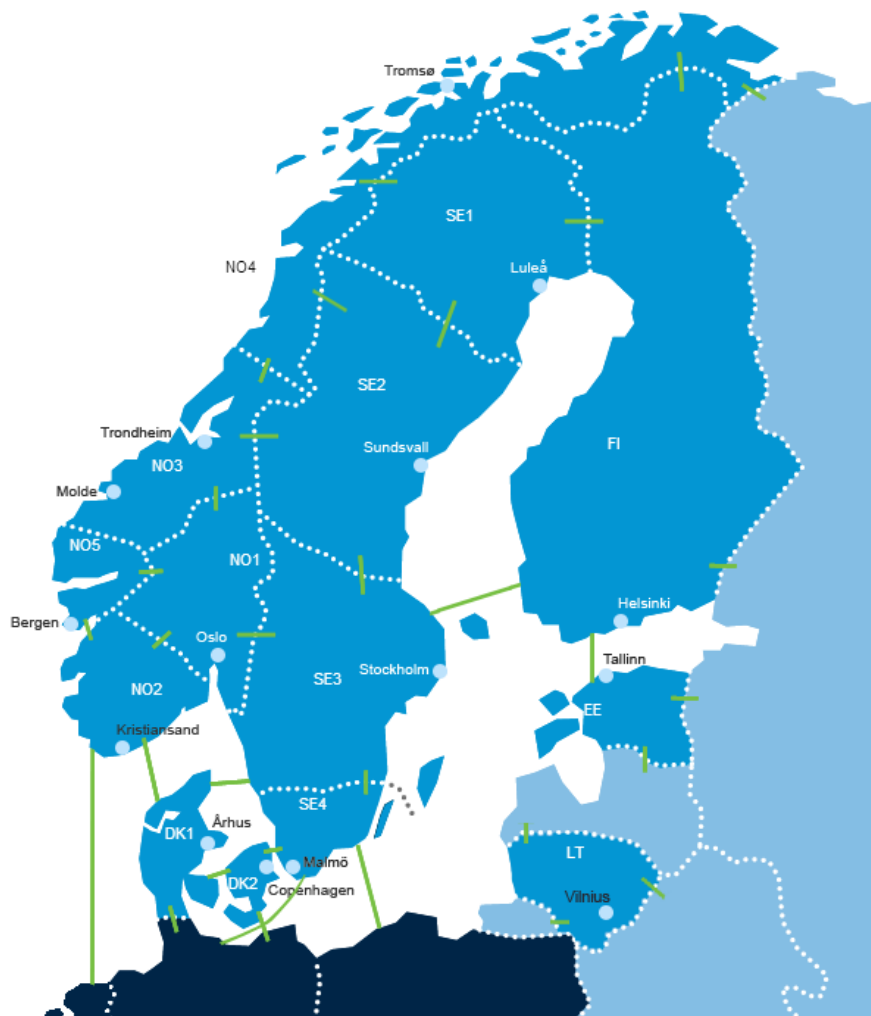 Tromsø
SE1
NO4
Luleå
SE2
Trondheim
FI
Sundsvall
NO3
Molde
NO5
NO1
Helsinki
Bergen
Oslo
Tallinn
Stockholm
SE3
NO2
EE
Kristiansand
SE4
Århus
DK1
LT
Malmö
DK2
Copenhagen
Vilnius